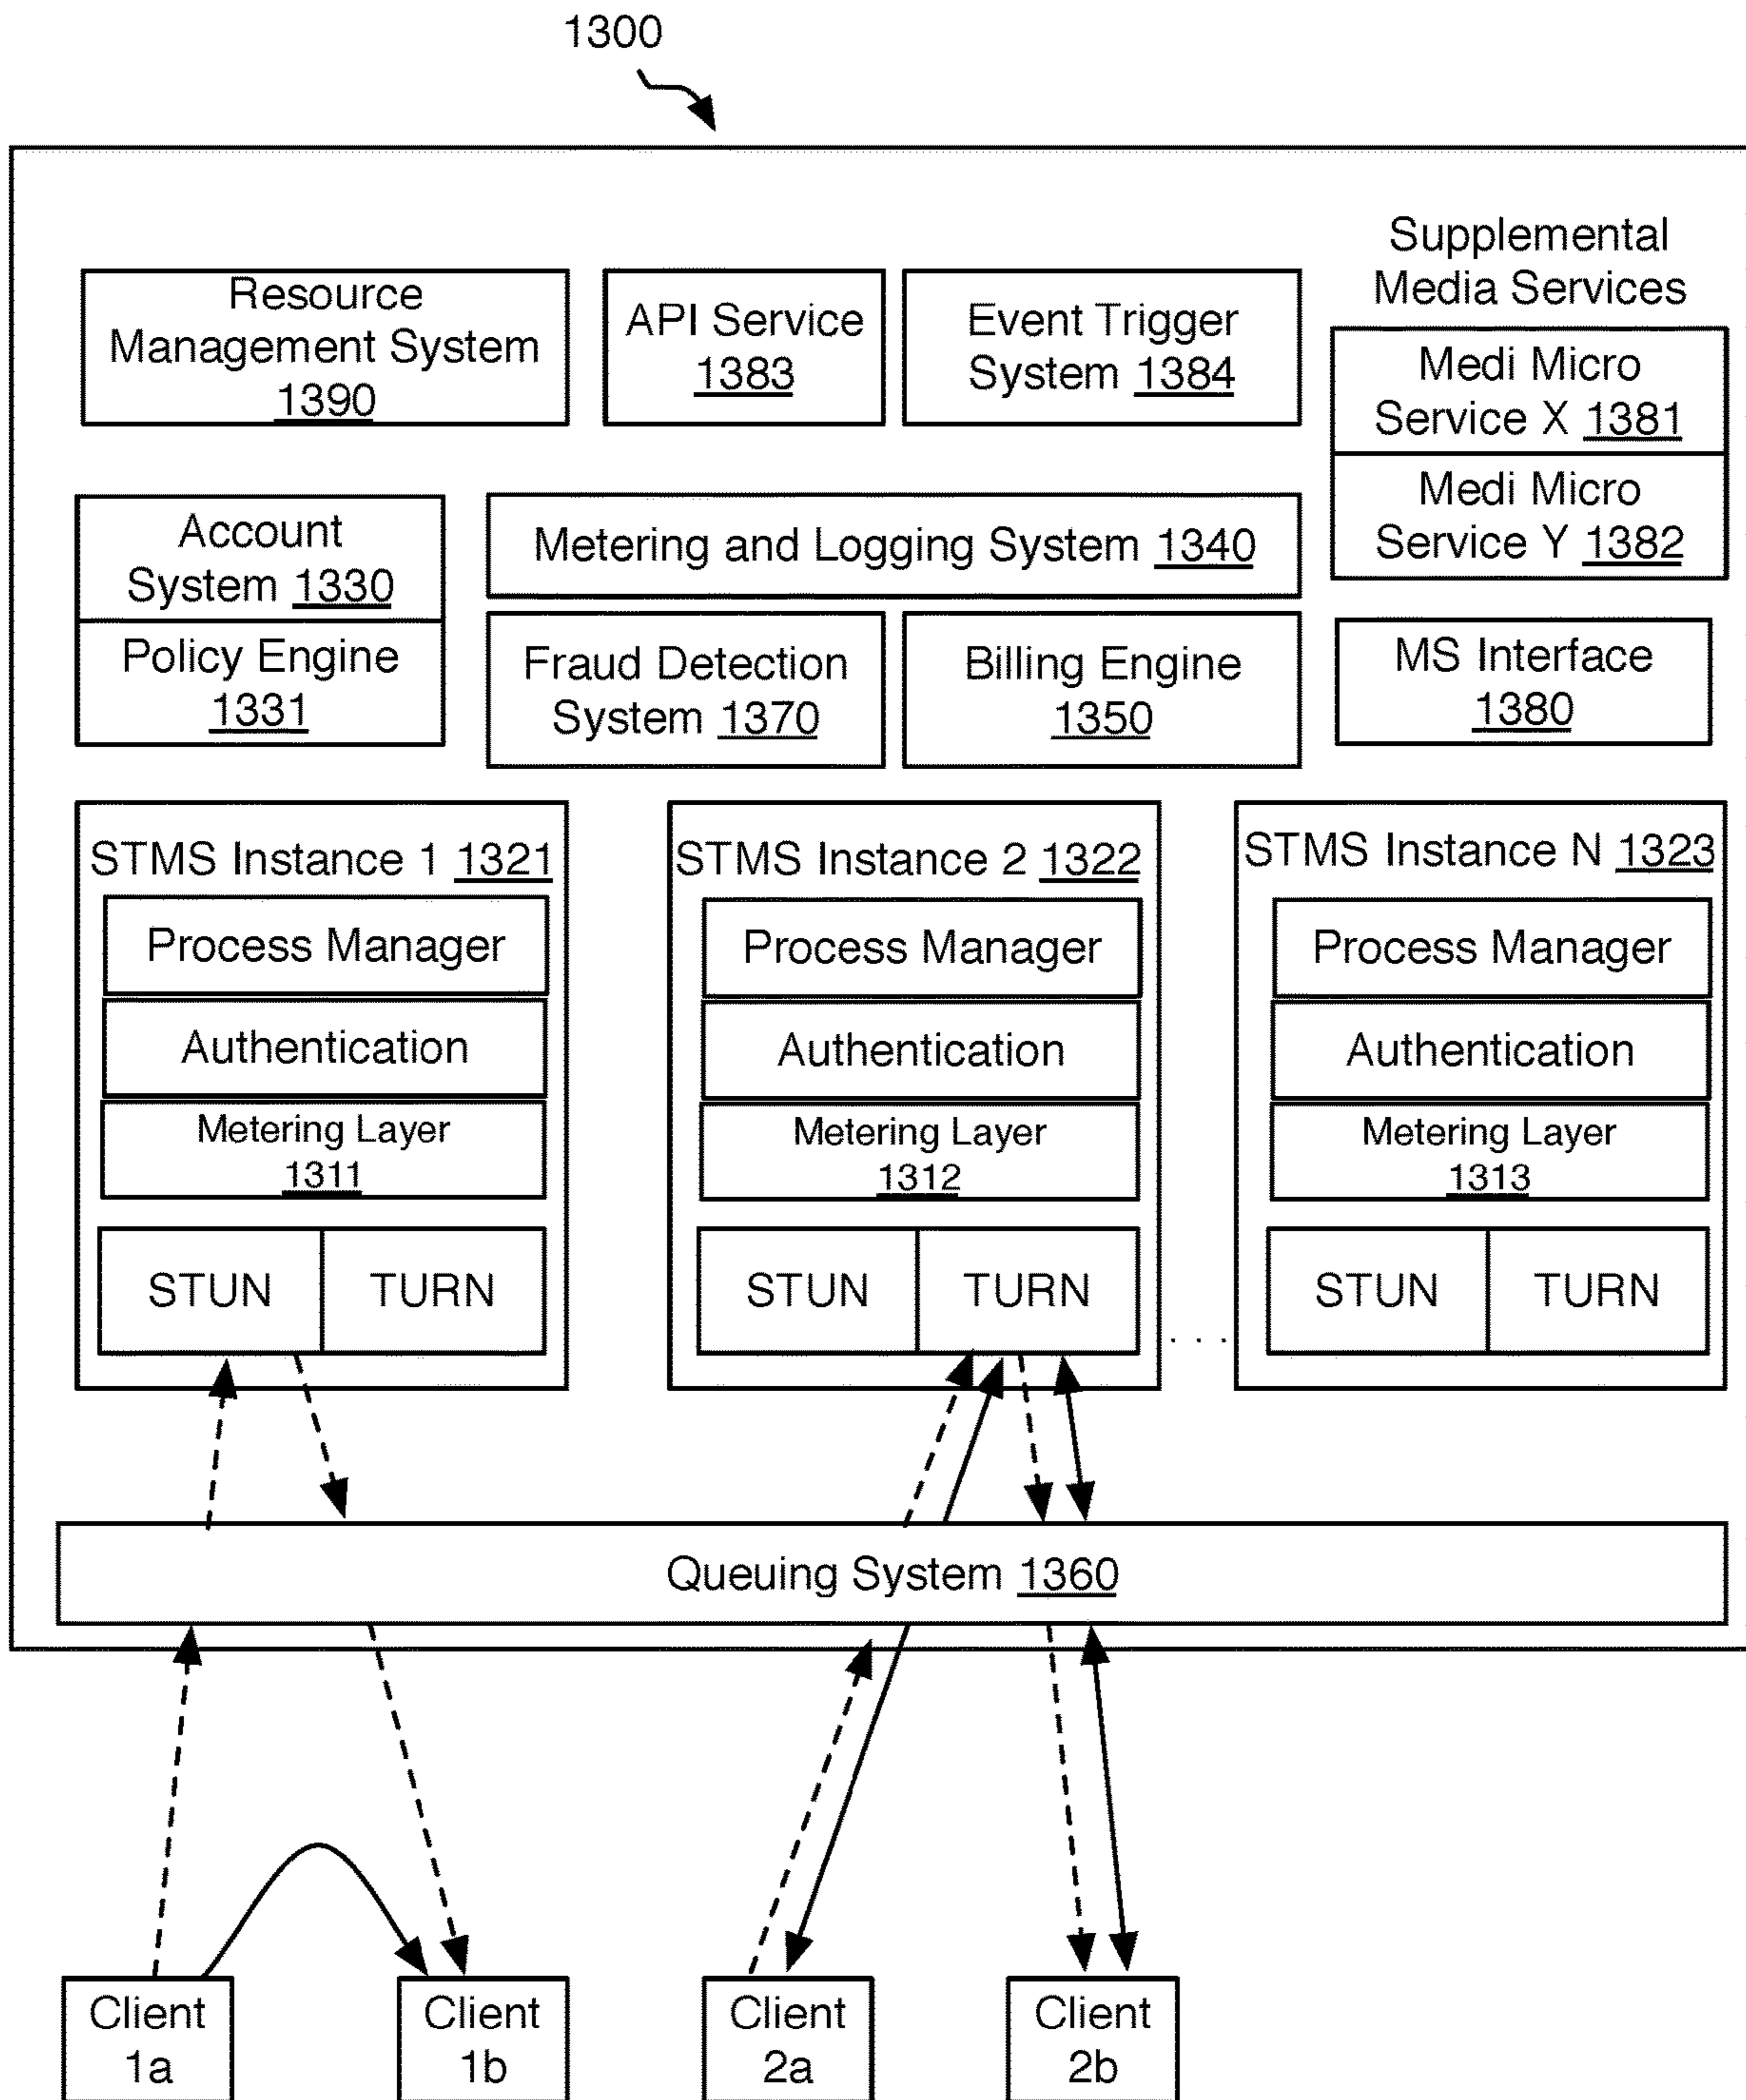 1300
Resource
Management System
1390
API Service
1383
Event Trigger
System 1384
Supplemental
Media Services
Medi Micro
Service X 1381
Medi Micro
Service Y 1382
Account
System 1330
Policy Engine
1331
Metering and Logging System 1340
Fraud Detection
System 1370
Billing Engine
1350
MS Interface
1380
STMS Instance 1 1321
Process Manager
Authentication
Metering Layer
1311
STUN
TURN
STMS Instance 2 1322
Process Manager
Authentication
Metering Layer
1312
STUN
TURN
. . .
STMS Instance N 1323
Process Manager
Authentication
Metering Layer
1313
STUN
TURN
Queuing System 1360
Client
1a
Client
1b
Client
2a
Client
2b